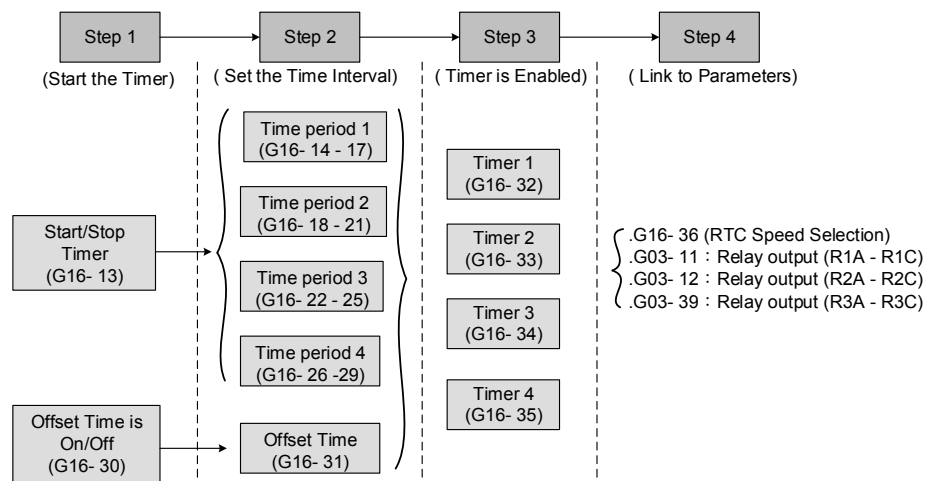 Step 1
Step 2
Step 3
Step 4
(Start the Timer)
( Set the Time Interval)
( Timer is Enabled)
( Link to Parameters)
Start/Stop
Timer
(G16- 13)
Offset Time is
On/Off
(G16- 30)
Time period 1
(G16- 14 - 17)
Time period 2
(G16- 18 - 21)
Time period 3
(G16- 22 - 25)
Time period 4
(G16- 26 -29)
Offset Time
(G16- 31)
Timer 1
(G16- 32)
Timer 2
(G16- 33)
Timer 3
(G16- 34)
Timer 4
(G16- 35)
.G16- 36 (RTC Speed Selection)
.G03- 11：Relay output (R1A - R1C)
.G03- 12：Relay output (R2A - R2C)
.G03- 39：Relay output (R3A - R3C)